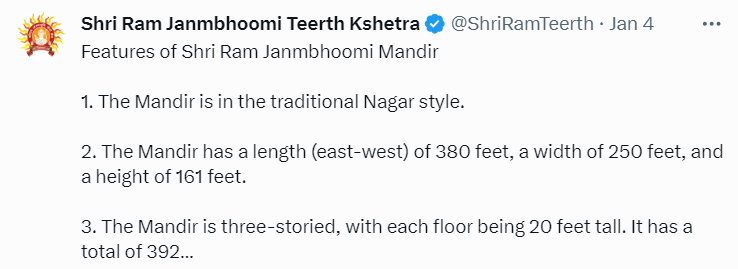 Shri Ram Janmbhoomi Teerth Kshetra @ShriRamTeerth · Jan 4 ...
Features of Shri Ram Janmbhoomi Mandir
1. The Mandir is in the traditional Nagar style.
2. The Mandir has a length (east-west) of 380 feet, a width of 250 feet, and
a height of 161 feet.
3. The Mandir is three-storied, with each floor being 20 feet tall. It has a
total of 392...